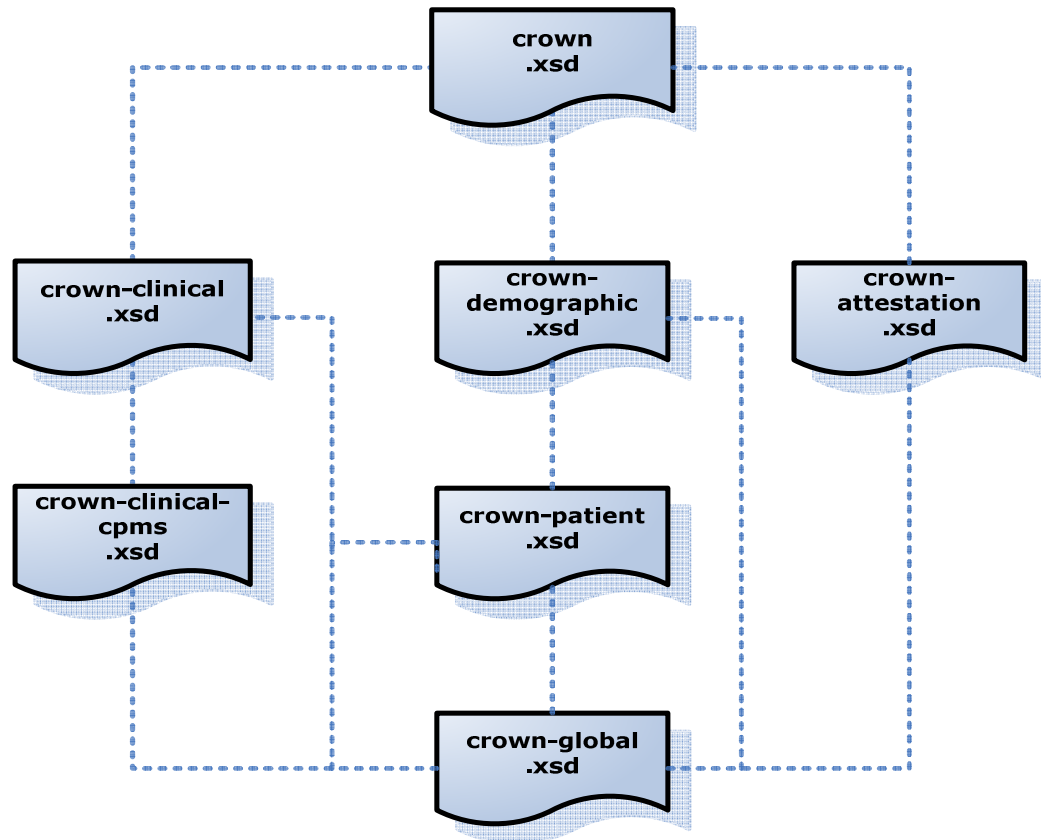 crown
.xsd
crown-clinical
.xsd
crown-
demographic
.xsd
crown-
attestation
.xsd
crown-clinical-
cpms
.xsd
crown-patient
.xsd
crown-global
.xsd